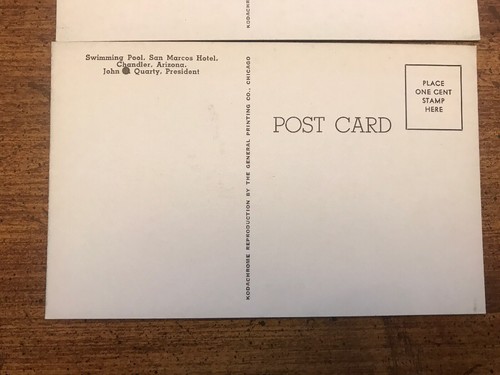 Swimming Pool, San Marcos Hotel,
Chandler, Arizona.
John Quarty, President
KODACHROME REPRODUCTION BY THE GENERAL PRINTING CO., CHICAGO
POST CARD
PLACE
ONE CENT
STAMP
HERE